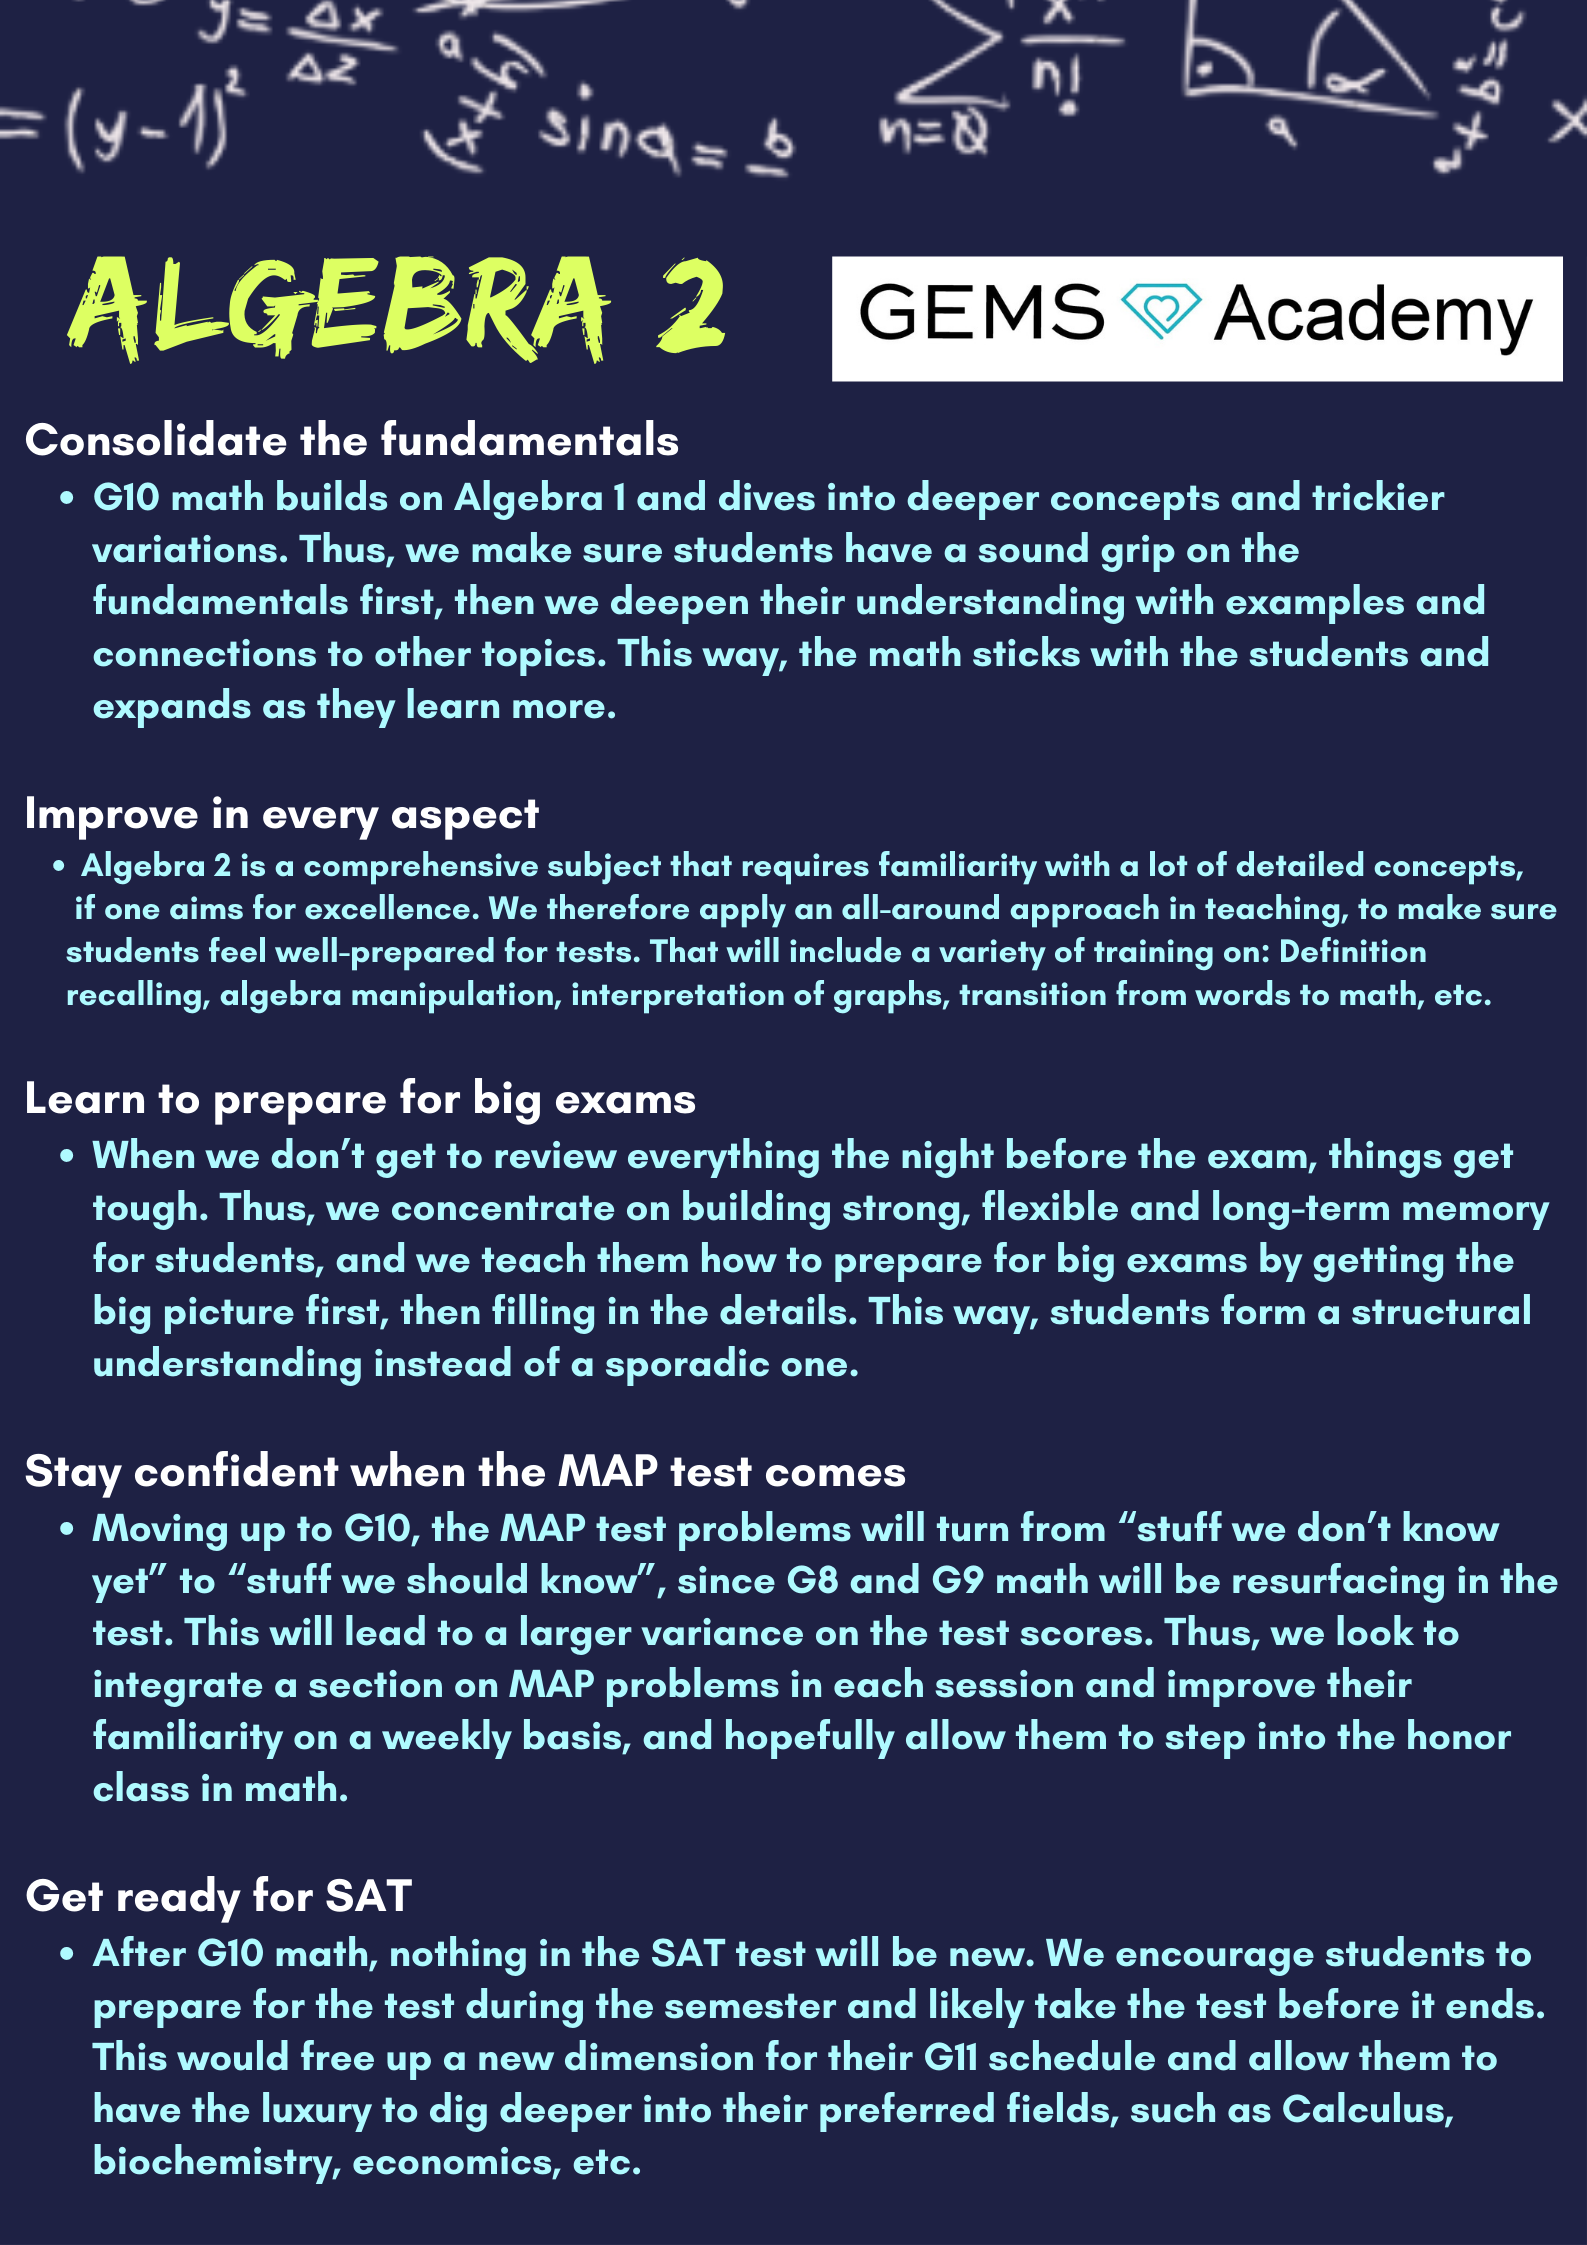 y = Δx
Δz
= (y - 1)²
sin a = b
n=0
n!
a
ALGEBRA 2
GEMS Academy
Consolidate the fundamentals
• G10 math builds on Algebra 1 and dives into deeper concepts and trickier
variations. Thus, we make sure students have a sound grip on the
fundamentals first, then we deepen their understanding with examples and
connections to other topics. This way, the math sticks with the students and
expands as they learn more.
Improve in every aspect
• Algebra 2 is a comprehensive subject that requires familiarity with a lot of detailed concepts,
if one aims for excellence. We therefore apply an all-around approach in teaching, to make sure
students feel well-prepared for tests. That will include a variety of training on: Definition
recalling, algebra manipulation, interpretation of graphs, transition from words to math, etc.
Learn to prepare for big exams
• When we don’t get to review everything the night before the exam, things get
tough. Thus, we concentrate on building strong, flexible and long-term memory
for students, and we teach them how to prepare for big exams by getting the
big picture first, then filling in the details. This way, students form a structural
understanding instead of a sporadic one.
Stay confident when the MAP test comes
• Moving up to G10, the MAP test problems will turn from “stuff we don’t know
yet” to “stuff we should know”, since G8 and G9 math will be resurfacing in the
test. This will lead to a larger variance on the test scores. Thus, we look to
integrate a section on MAP problems in each session and improve their
familiarity on a weekly basis, and hopefully allow them to step into the honor
class in math.
Get ready for SAT
• After G10 math, nothing in the SAT test will be new. We encourage students to
prepare for the test during the semester and likely take the test before it ends.
This would free up a new dimension for their G11 schedule and allow them to
have the luxury to dig deeper into their preferred fields, such as Calculus,
biochemistry, economics, etc.